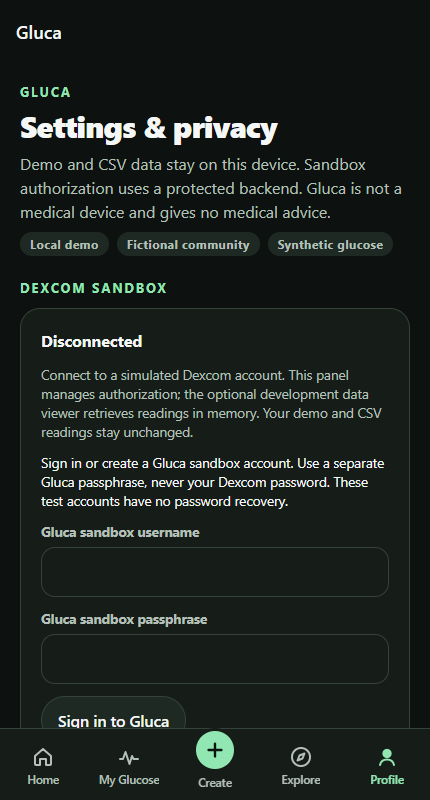 Gluca
GLUCA
Settings & privacy
Demo and CSV data stay on this device. Sandbox
authorization uses a protected backend. Gluca is not a
medical device and gives no medical advice.
Local demo
Fictional community
Synthetic glucose
DEXCOM SANDBOX
Disconnected
Connect to a simulated Dexcom account. This panel
manages authorization; the optional development data
viewer retrieves readings in memory. Your demo and CSV
readings stay unchanged.
Sign in or create a Gluca sandbox account. Use a separate
Gluca passphrase, never your Dexcom password. These
test accounts have no password recovery.
Gluca sandbox username
Gluca sandbox passphrase
Sign in to Gluca
Home
My Glucose
Create
Explore
Profile